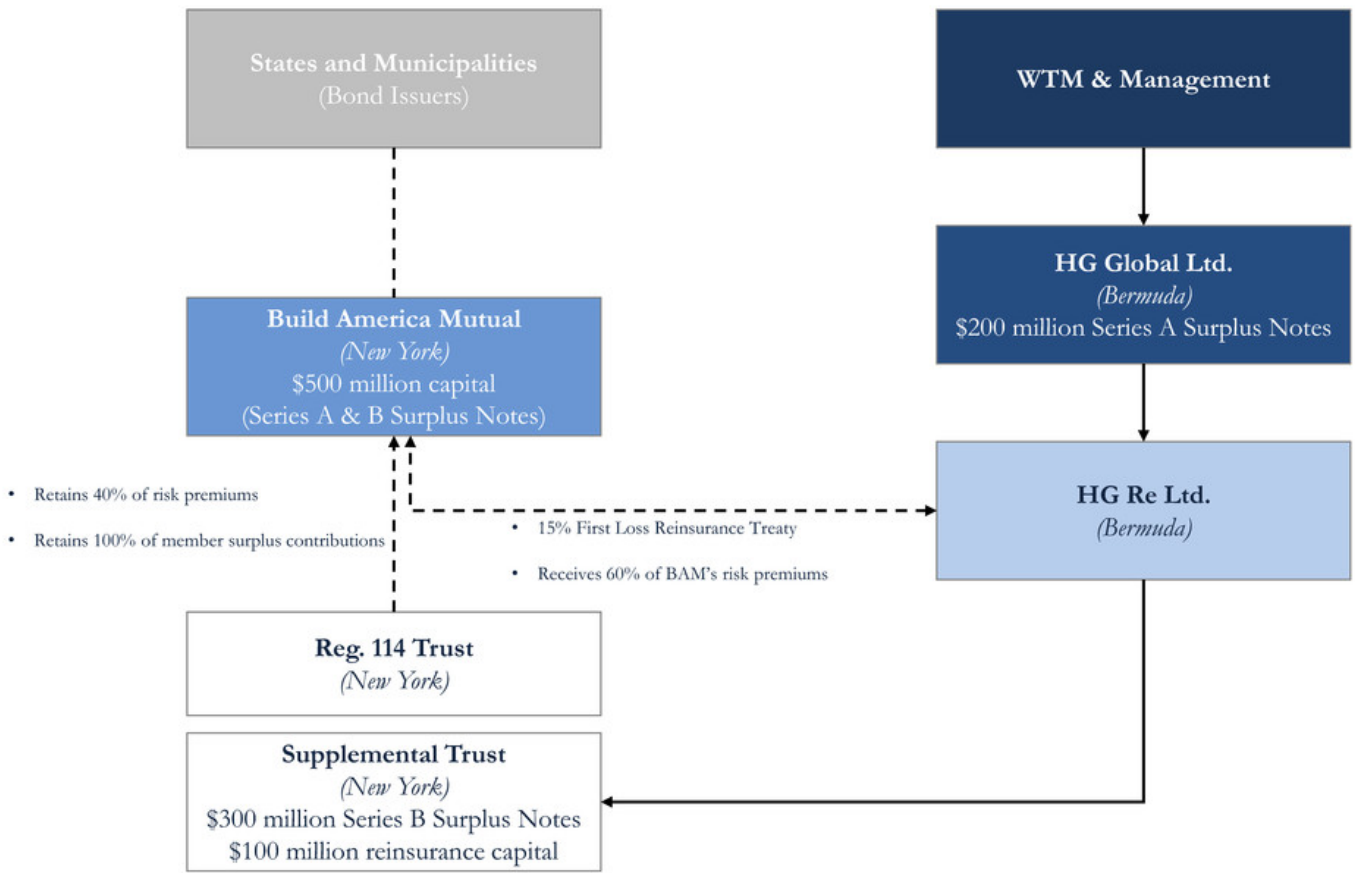 States and Municipalities
(Bond Issuers)
WTM & Management
HG Global Ltd.
(Bermuda)
$200 million Series A Surplus Notes
Build America Mutual
(New York)
$500 million capital
(Series A & B Surplus Notes)
HG Re Ltd.
(Bermuda)
• Retains 40% of risk premiums
• Retains 100% of member surplus contributions
• 15% First Loss Reinsurance Treaty
• Receives 60% of BAM's risk premiums
Reg. 114 Trust
(New York)
Supplemental Trust
(New York)
$300 million Series B Surplus Notes
$100 million reinsurance capital